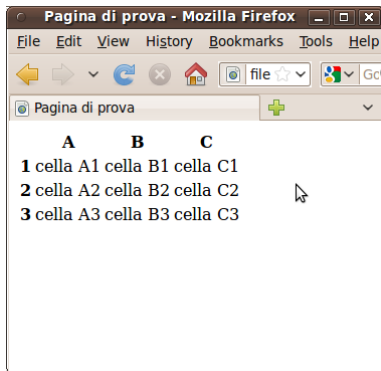 Pagina di prova - Mozilla Firefox
File Edit View History Bookmarks Tools Help
file
Pagina di prova
A B C
1 cella A1 cella B1 cella C1
2 cella A2 cella B2 cella C2
3 cella A3 cella B3 cella C3